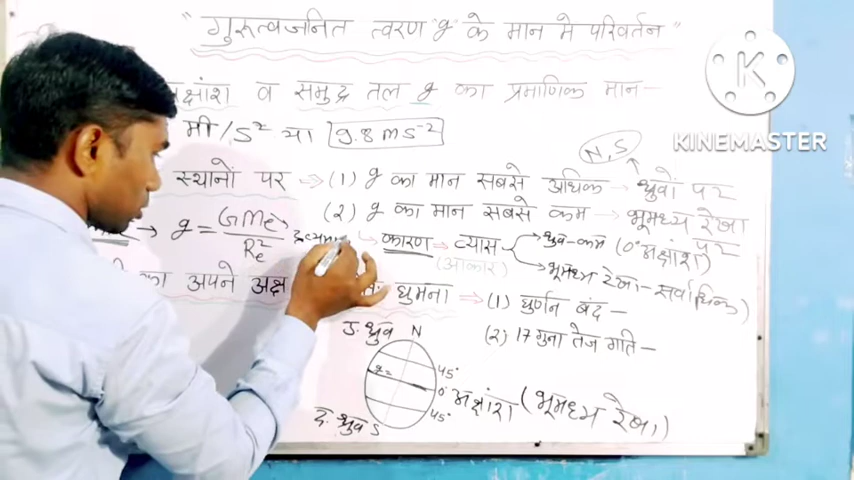 "गुरूत्वजनित त्वरण "g" के मान मे परिवर्तन"
क्षांश व समुद्र तल g का प्रमाणिक मान—
मी/S² या 9.8 ms⁻²
N, S
स्थानों पर ⇒ (1) g का मान सबसे अधिक → ध्रुवों पर
(2) g का मान सबसे कम → भूमध्य रेखा पर
→ g = GMe / Re²
कारण ⇒ व्यास
(आकार)
ध्रुव - कम (0° अक्षांश)
भूमध्य रेखा - सर्वाधिक)
का अपने अक्ष
घुमना ⇒ (1) घुर्णन बंद —
(2) 17 गुना तेज गति —
उ. ध्रुव N
45°
0° अक्षांश (भूमध्य रेखा)
45°
द. ध्रुव S
K
KINEMASTER